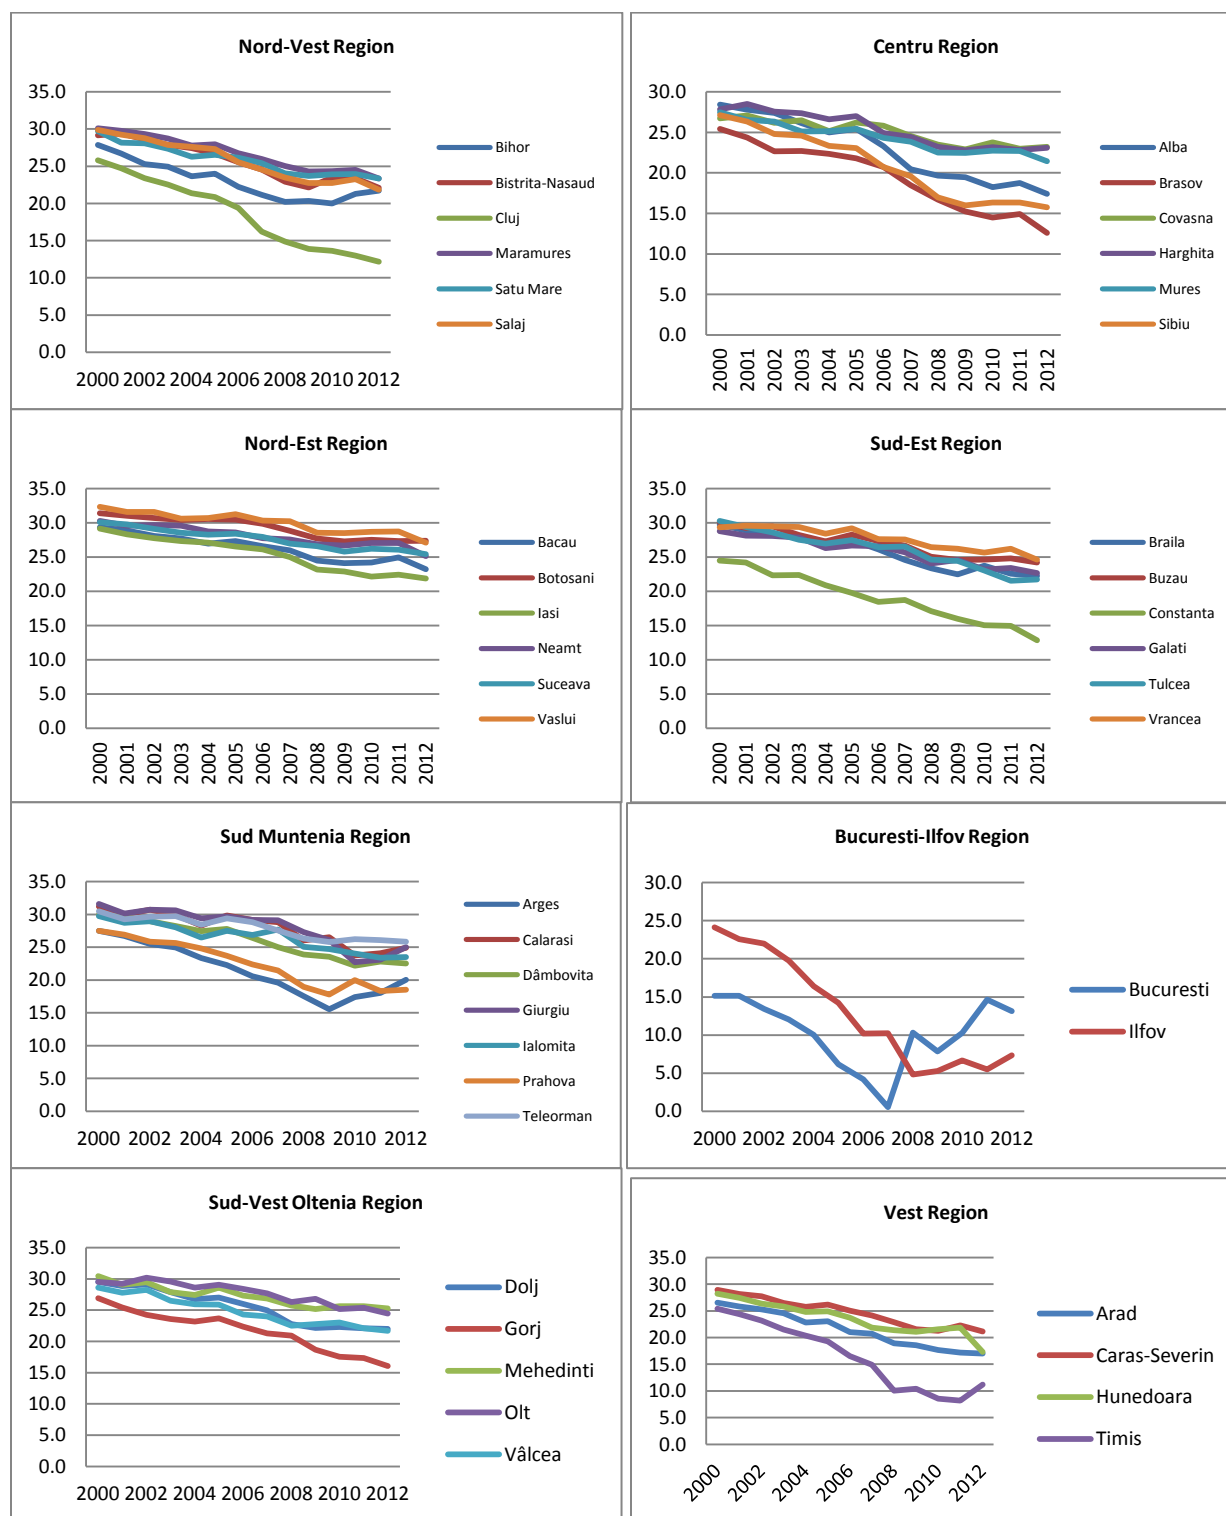 Nord-Vest Region
35.0
30.0
25.0
20.0
15.0
10.0
5.0
0.0
2000 2002 2004 2006 2008 2010 2012
Bihor
Bistrita-Nasaud
Cluj
Maramures
Satu Mare
Salaj
Centru Region
30.0
25.0
20.0
15.0
10.0
5.0
0.0
2000 2001 2002 2003 2004 2005 2006 2007 2008 2009 2010 2011 2012
Alba
Brasov
Covasna
Harghita
Mures
Sibiu
Nord-Est Region
35.0
30.0
25.0
20.0
15.0
10.0
5.0
0.0
2000 2001 2002 2003 2004 2005 2006 2007 2008 2009 2010 2011 2012
Bacau
Botosani
Iasi
Neamt
Suceava
Vaslui
Sud-Est Region
35.0
30.0
25.0
20.0
15.0
10.0
5.0
0.0
2000 2001 2002 2003 2004 2005 2006 2007 2008 2009 2010 2011 2012
Braila
Buzau
Constanta
Galati
Tulcea
Vrancea
Sud Muntenia Region
35.0
30.0
25.0
20.0
15.0
10.0
5.0
0.0
2000 2002 2004 2006 2008 2010 2012
Arges
Calarasi
Dâmbovita
Giurgiu
Ialomita
Prahova
Teleorman
Bucuresti-Ilfov Region
30.0
25.0
20.0
15.0
10.0
5.0
0.0
2000 2002 2004 2006 2008 2010 2012
Bucuresti
Ilfov
Sud-Vest Oltenia Region
35.0
30.0
25.0
20.0
15.0
10.0
5.0
0.0
2000 2002 2004 2006 2008 2010 2012
Dolj
Gorj
Mehedinti
Olt
Vâlcea
Vest Region
35.0
30.0
25.0
20.0
15.0
10.0
5.0
0.0
2000 2002 2004 2006 2008 2010 2012
Arad
Caras-Severin
Hunedoara
Timis